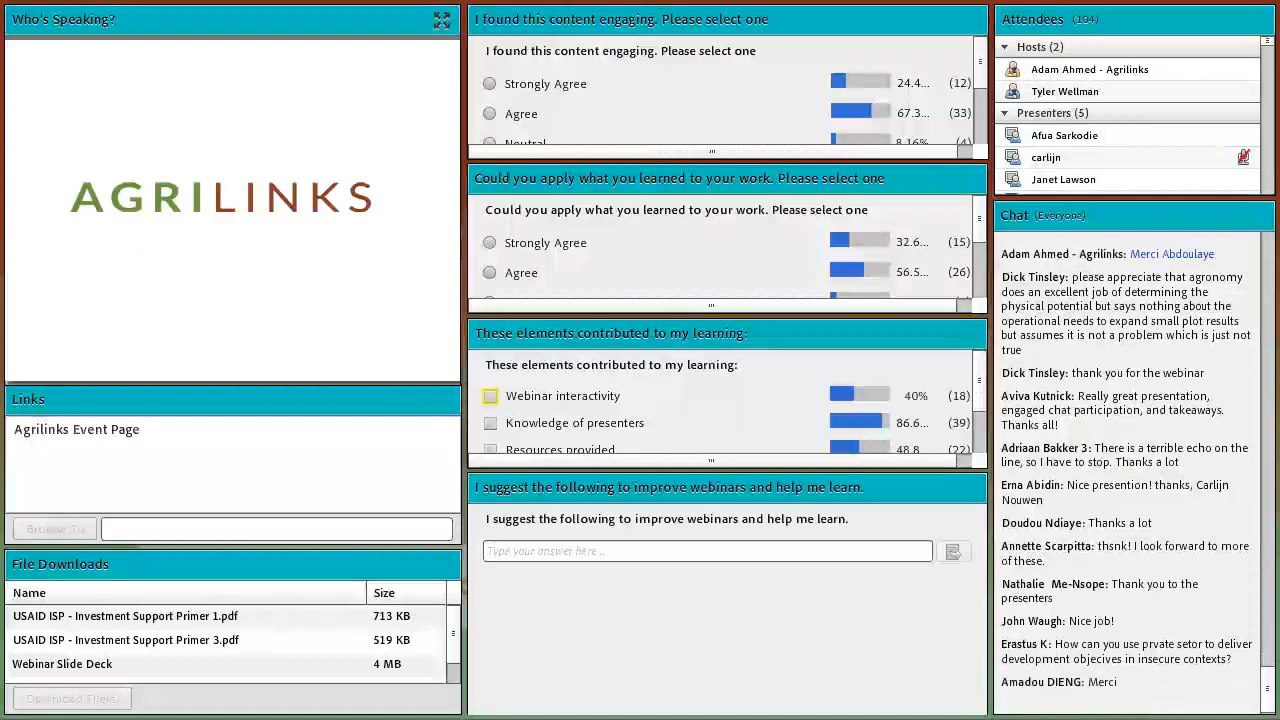 Who's Speaking?
AGRILINKS
Links
Agrilinks Event Page
Browse To
File Downloads
Name Size
USAID ISP - Investment Support Primer 1.pdf 713 KB
USAID ISP - Investment Support Primer 3.pdf 519 KB
Webinar Slide Deck 4 MB
Download File(s)
I found this content engaging. Please select one
I found this content engaging. Please select one
Strongly Agree 24.4... (12)
Agree 67.3... (33)
Neutral 8.16% (4)
Could you apply what you learned to your work. Please select one
Could you apply what you learned to your work. Please select one
Strongly Agree 32.6... (15)
Agree 56.5... (26)
These elements contributed to my learning:
These elements contributed to my learning:
Webinar interactivity 40% (18)
Knowledge of presenters 86.6... (39)
Resources provided 48.8... (22)
I suggest the following to improve webinars and help me learn.
I suggest the following to improve webinars and help me learn.
Type your answer here ..
Attendees (104)
Hosts (2)
Adam Ahmed - Agrilinks
Tyler Wellman
Presenters (5)
Afua Sarkodie
carlijn
Janet Lawson
Chat (Everyone)
Adam Ahmed - Agrilinks: Merci Abdoulaye
Dick Tinsley: please appreciate that agronomy
does an excellent job of determining the
physical potential but says nothing about the
operational needs to expand small plot results
but assumes it is not a problem which is just not
true
Dick Tinsley: thank you for the webinar
Aviva Kutnick: Really great presentation,
engaged chat participation, and takeaways.
Thanks all!
Adriaan Bakker 3: There is a terrible echo on the
line, so I have to stop. Thanks a lot
Erna Abidin: Nice presention! thanks, Carlijn
Nouwen
Doudou Ndiaye: Thanks a lot
Annette Scarpitta: thsnk! I look forward to more
of these.
Nathalie Me-Nsope: Thank you to the
presenters
John Waugh: Nice job!
Erastus K: How can you use privat setor to deliver
development objecives in insecure contexts?
Amadou DIENG: Merci